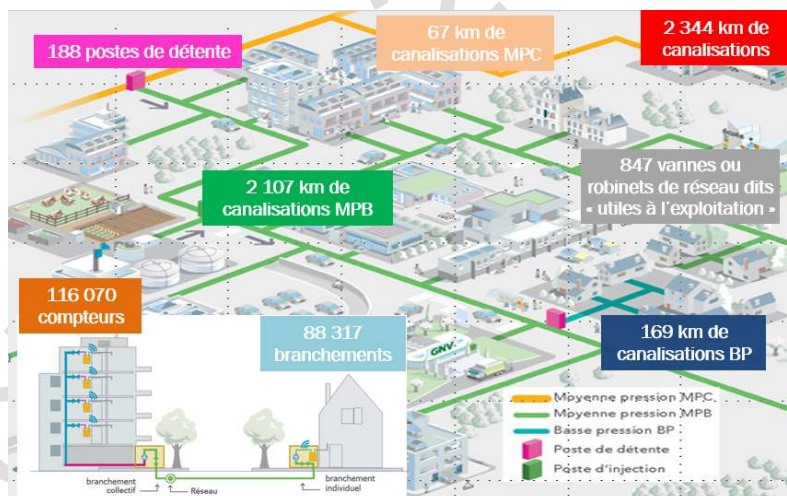 188 postes de détente
67 km de
canalisations MPC
2 344 km de
canalisations
2 107 km de
canalisations MPB
847 vannes ou
robinets de réseau dits
« utiles à l'exploitation »
116 070
compteurs
88 317
branchements
169 km de
canalisations BP
GNV
Moyenne pression MPC
Moyenne pression MPB
Basse pression BP
Poste de détente
Poste d'injection
branchement
collectif
Réseau
branchement
individuel